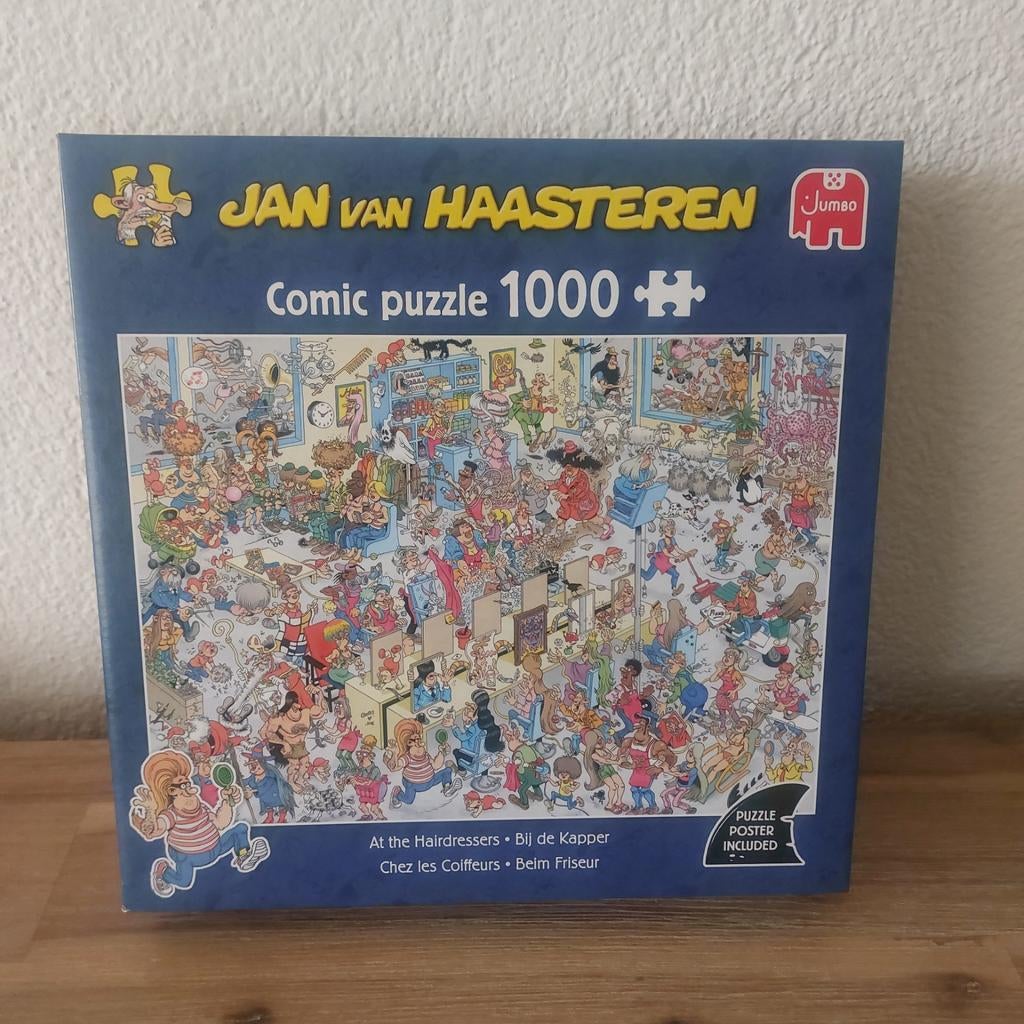 JAN VAN HAASTEREN
Jumbo
Comic puzzle 1000
Hair
At the Hairdressers • Bij de Kapper
Chez les Coiffeurs • Beim Friseur
PUZZLE
POSTER
INCLUDED